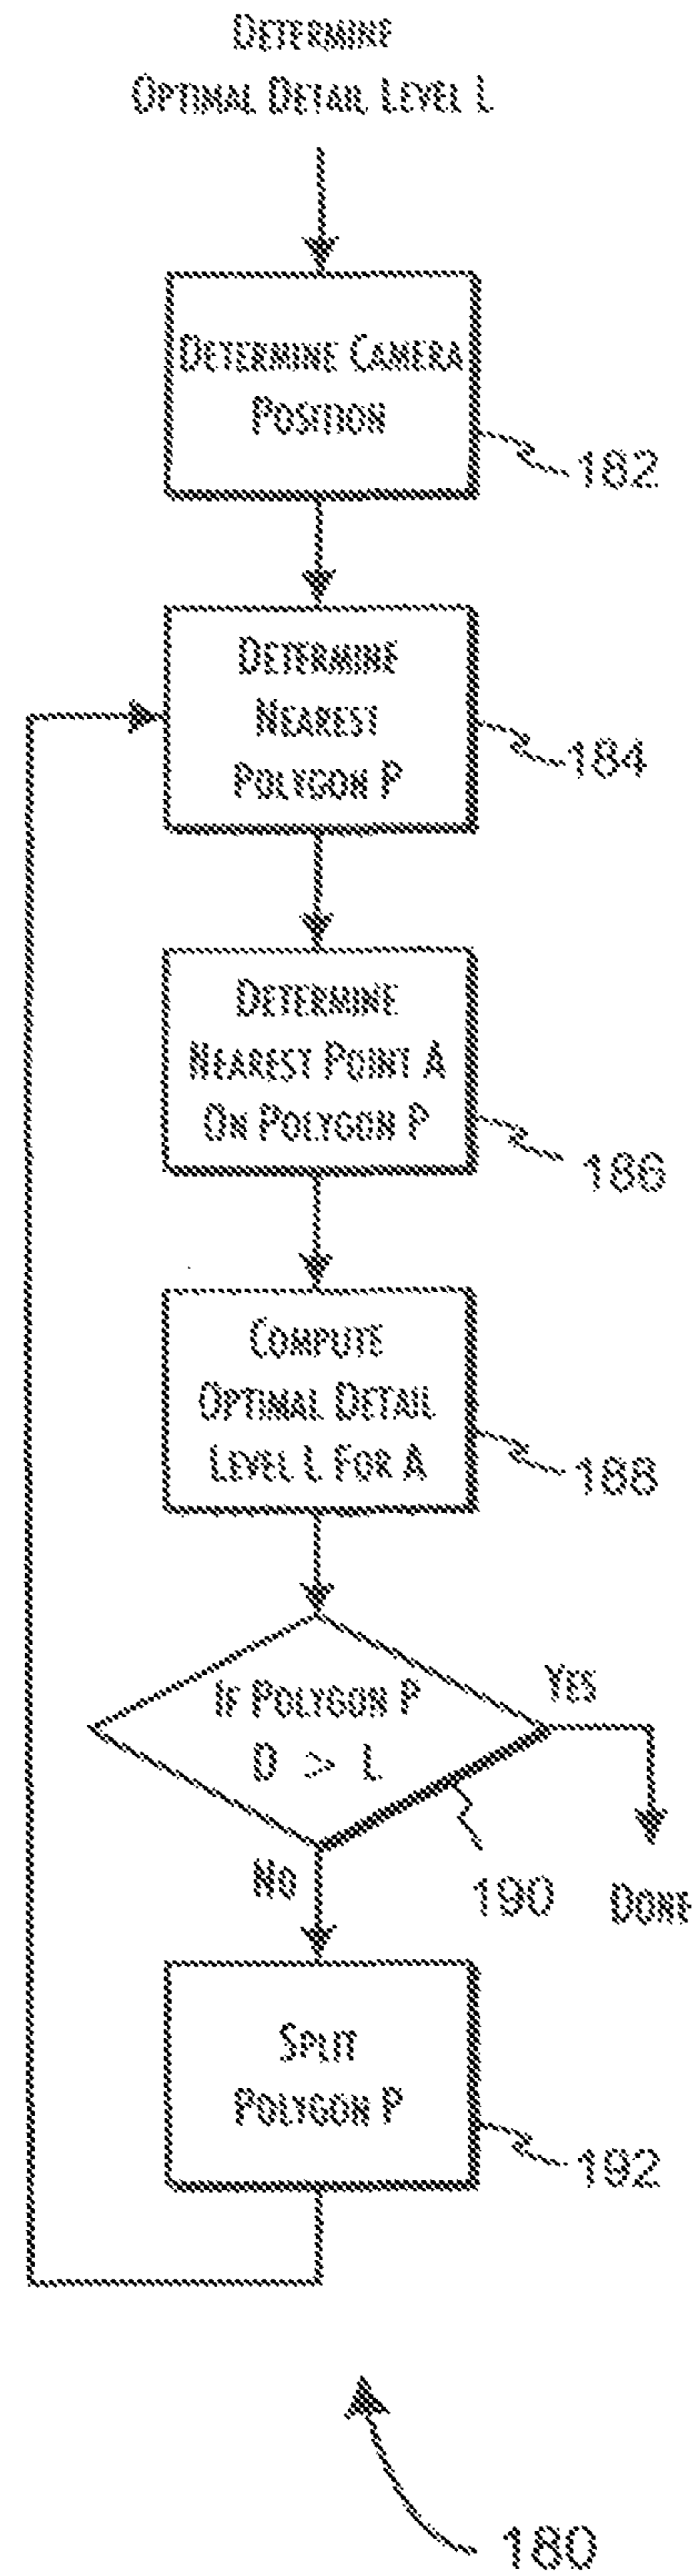 DETERMINE
OPTIMAL DETAIL LEVEL L
DETERMINE CAMERA
POSITION
182
DETERMINE
NEAREST
POLYGON P
184
DETERMINE
NEAREST POINT A
ON POLYGON P
186
COMPUTE
OPTIMAL DETAIL
LEVEL L FOR A
188
IF POLYGON P
D > L
YES
NO
190
DONE
SPLIT
POLYGON P
192
180